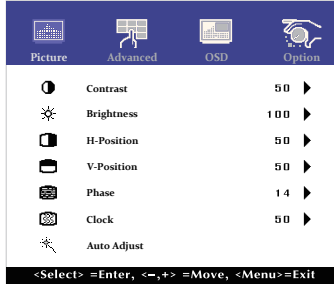 Picture Advanced OSD Option
Contrast 50
Brightness 100
H-Position 50
V-Position 50
Phase 14
Clock 50
Auto Adjust
<Select> =Enter, <–,+> =Move, <Menu>=Exit